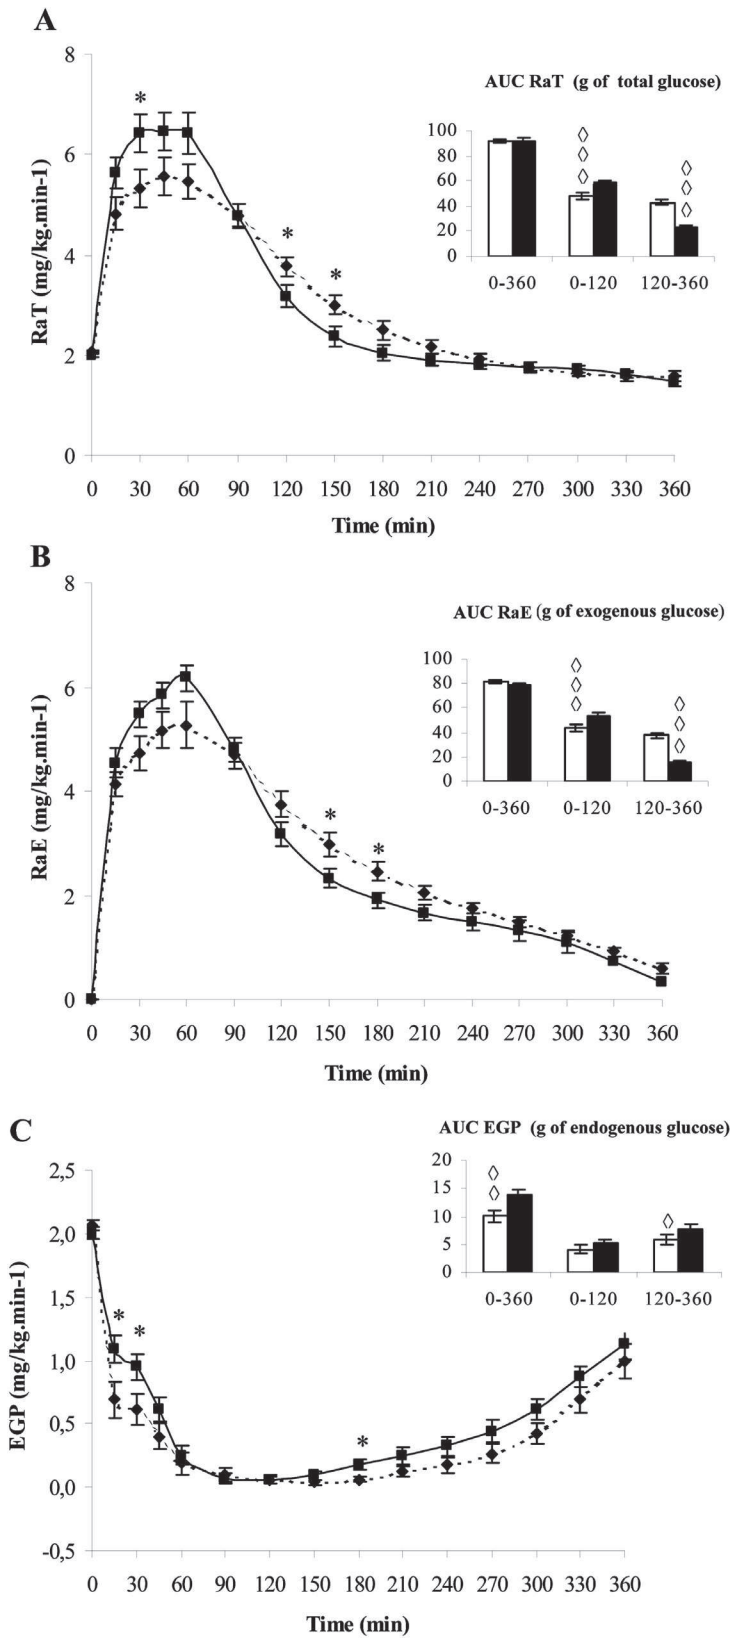 A
8
6
4
2
0
RaT (mg/kg.min-1)
*
*
*
AUC RaT (g of total glucose)
100
80
60
40
20
0
0-360 0-120 120-360
0 30 60 90 120 150 180 210 240 270 300 330 360
Time (min)
B
8
6
4
2
0
RaE (mg/kg.min-1)
*
*
AUC RaE (g of exogenous glucose)
100
80
60
40
20
0
0-360 0-120 120-360
0 30 60 90 120 150 180 210 240 270 300 330 360
Time (min)
C
2,5
2,0
1,5
1,0
0,5
0,0
-0,5
EGP (mg/kg.min-1)
*
*
*
AUC EGP (g of endogenous glucose)
20
15
10
5
0
0-360 0-120 120-360
0 30 60 90 120 150 180 210 240 270 300 330 360
Time (min)